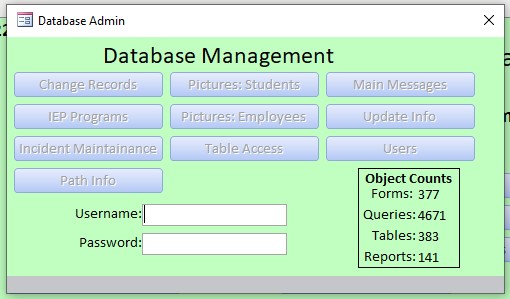 Database Admin
Database Management
Change Records
Pictures: Students
Main Messages
IEP Programs
Pictures: Employees
Update Info
Incident Maintainance
Table Access
Users
Path Info
Object Counts
Forms: 377
Queries: 4671
Tables: 383
Reports: 141
Username:
Password: